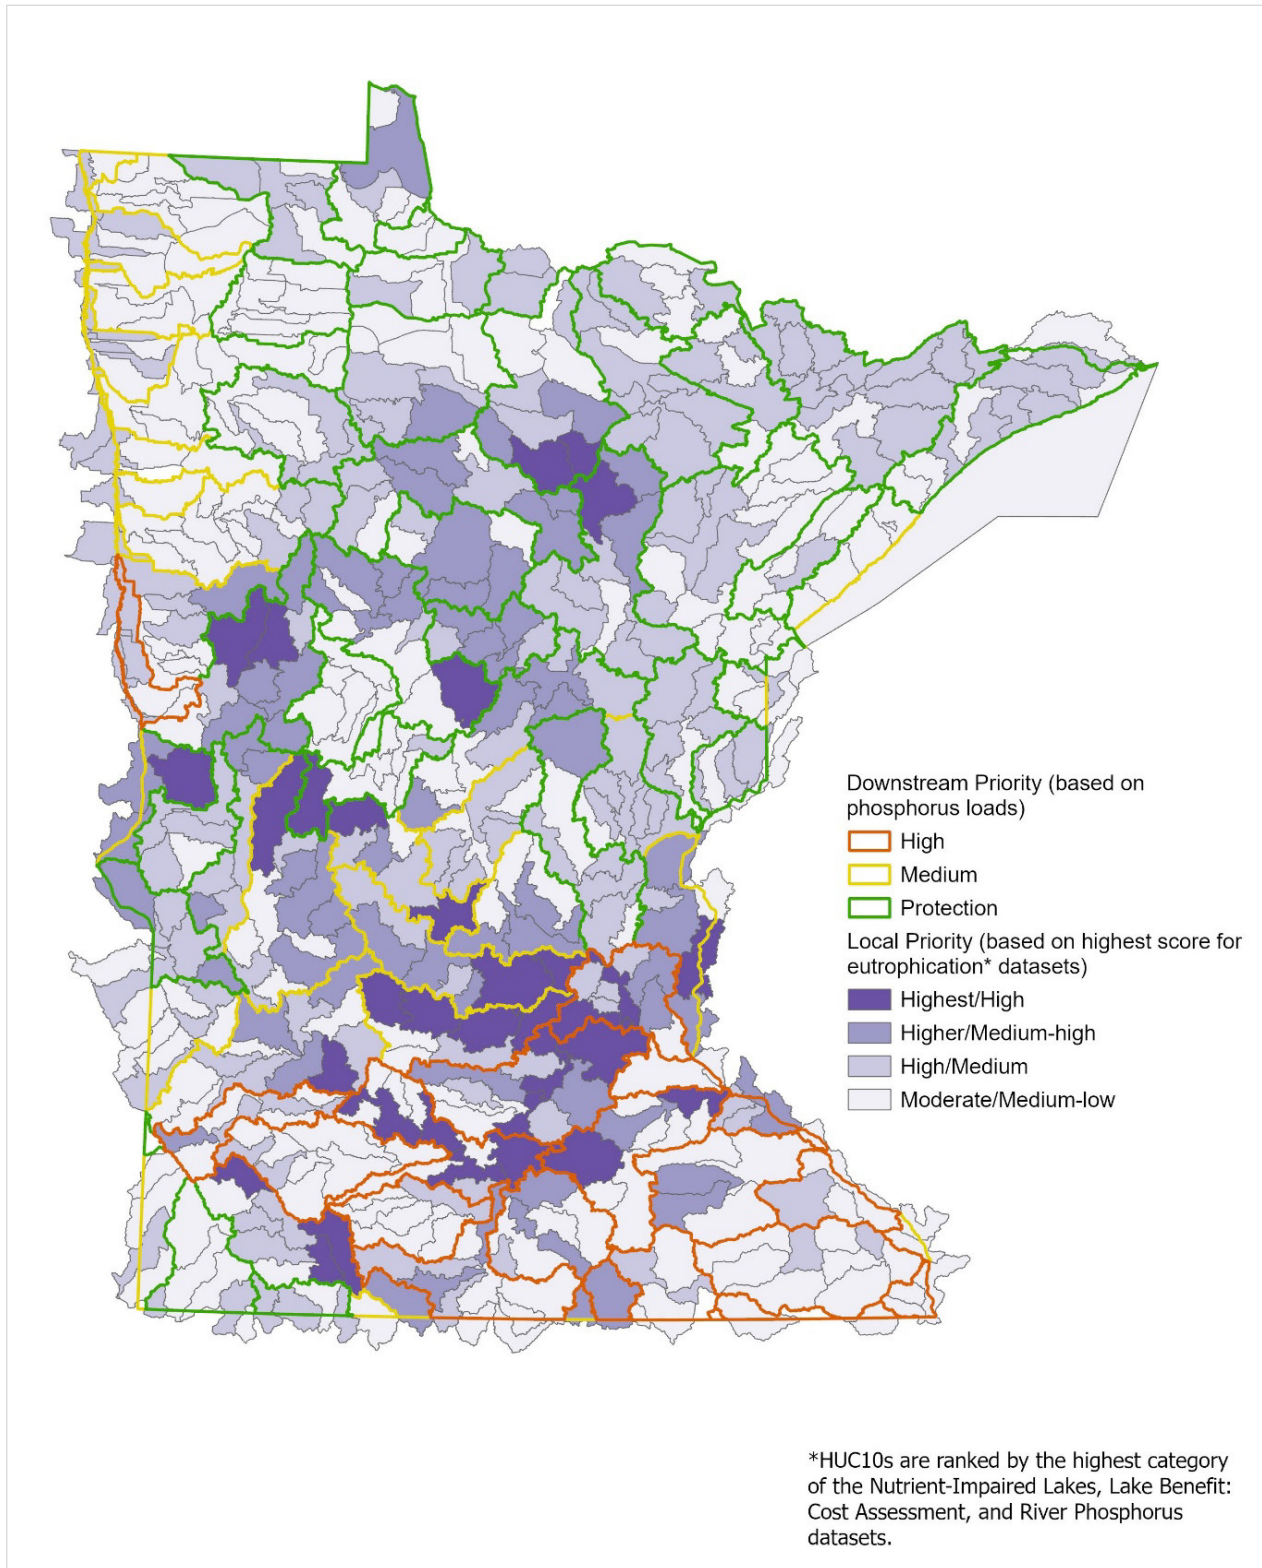 Downstream Priority (based on
phosphorus loads)
High
Medium
Protection
Local Priority (based on highest score for
eutrophication* datasets)
Highest/High
Higher/Medium-high
High/Medium
Moderate/Medium-low
*HUC10s are ranked by the highest category
of the Nutrient-Impaired Lakes, Lake Benefit:
Cost Assessment, and River Phosphorus
datasets.